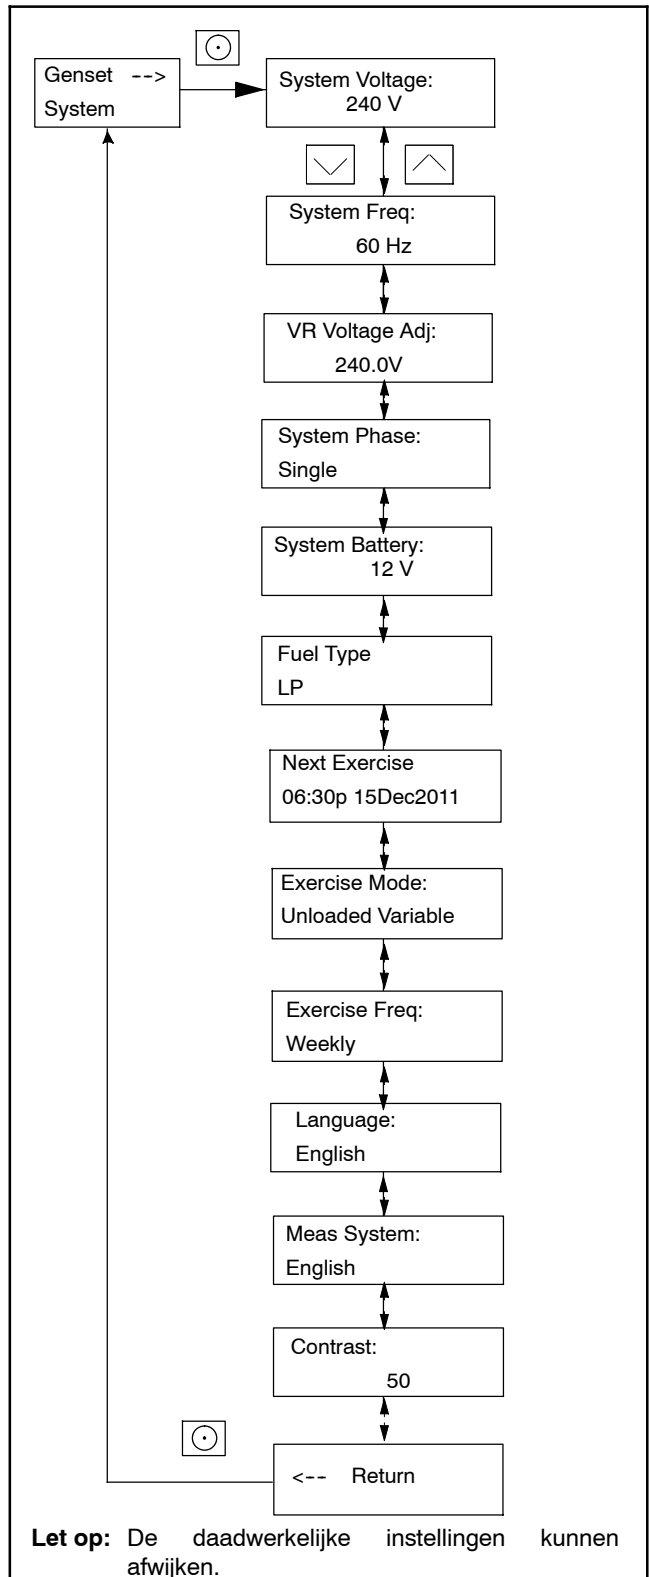 Genset -->
System
System Voltage:
240 V
System Freq:
60 Hz
VR Voltage Adj:
240.0V
System Phase:
Single
System Battery:
12 V
Fuel Type
LP
Next Exercise
06:30p 15Dec2011
Exercise Mode:
Unloaded Variable
Exercise Freq:
Weekly
Language:
English
Meas System:
English
Contrast:
50
<-- Return
Let op: De daadwerkelijke instellingen kunnen
afwijken.